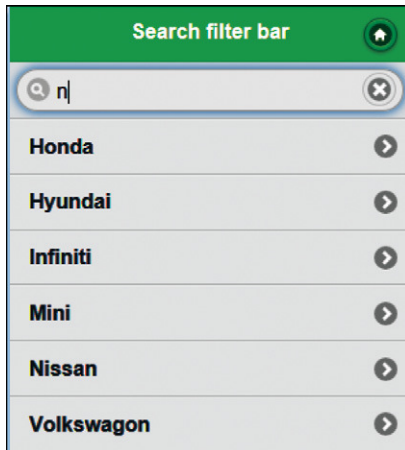 Search filter bar
n
Honda
Hyundai
Infiniti
Mini
Nissan
Volkswagon